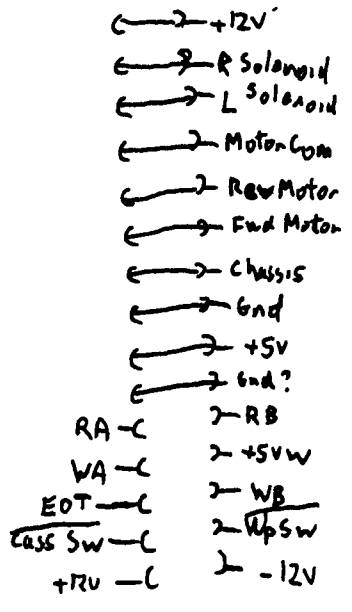 +12V
R Solenoid
L Solenoid
Motor Com
Rev Motor
Fwd Motor
Chassis
Gnd
+5V
Gnd?
RA RB
WA +5VW
EOT WB
Cass Sw WpSw
+12V -12V